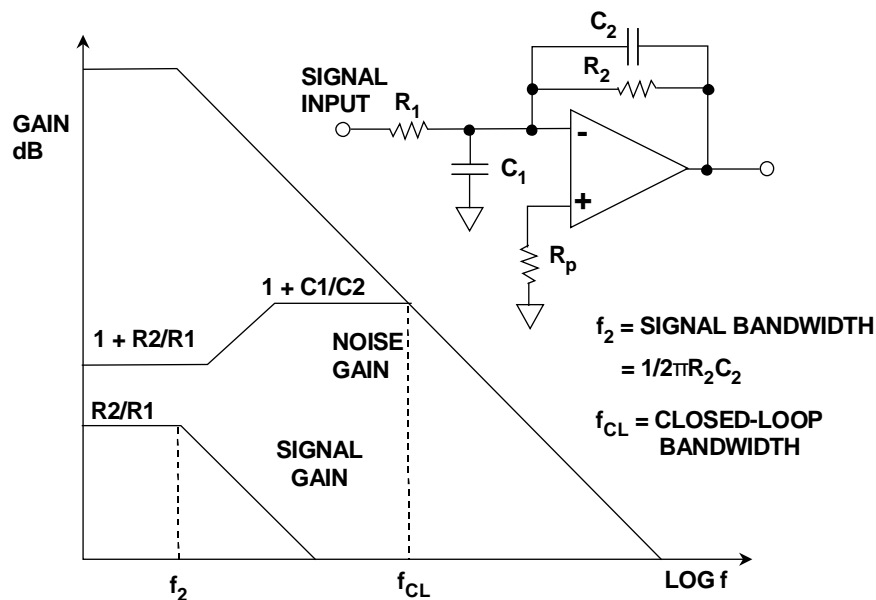 GAIN
dB
SIGNAL
INPUT
R1
C1
C2
R2
-
+
Rp
1 + C1/C2
1 + R2/R1
NOISE
GAIN
R2/R1
SIGNAL
GAIN
f2 = SIGNAL BANDWIDTH
= 1/2πR2C2
fCL = CLOSED-LOOP
BANDWIDTH
f2
fCL
LOG f